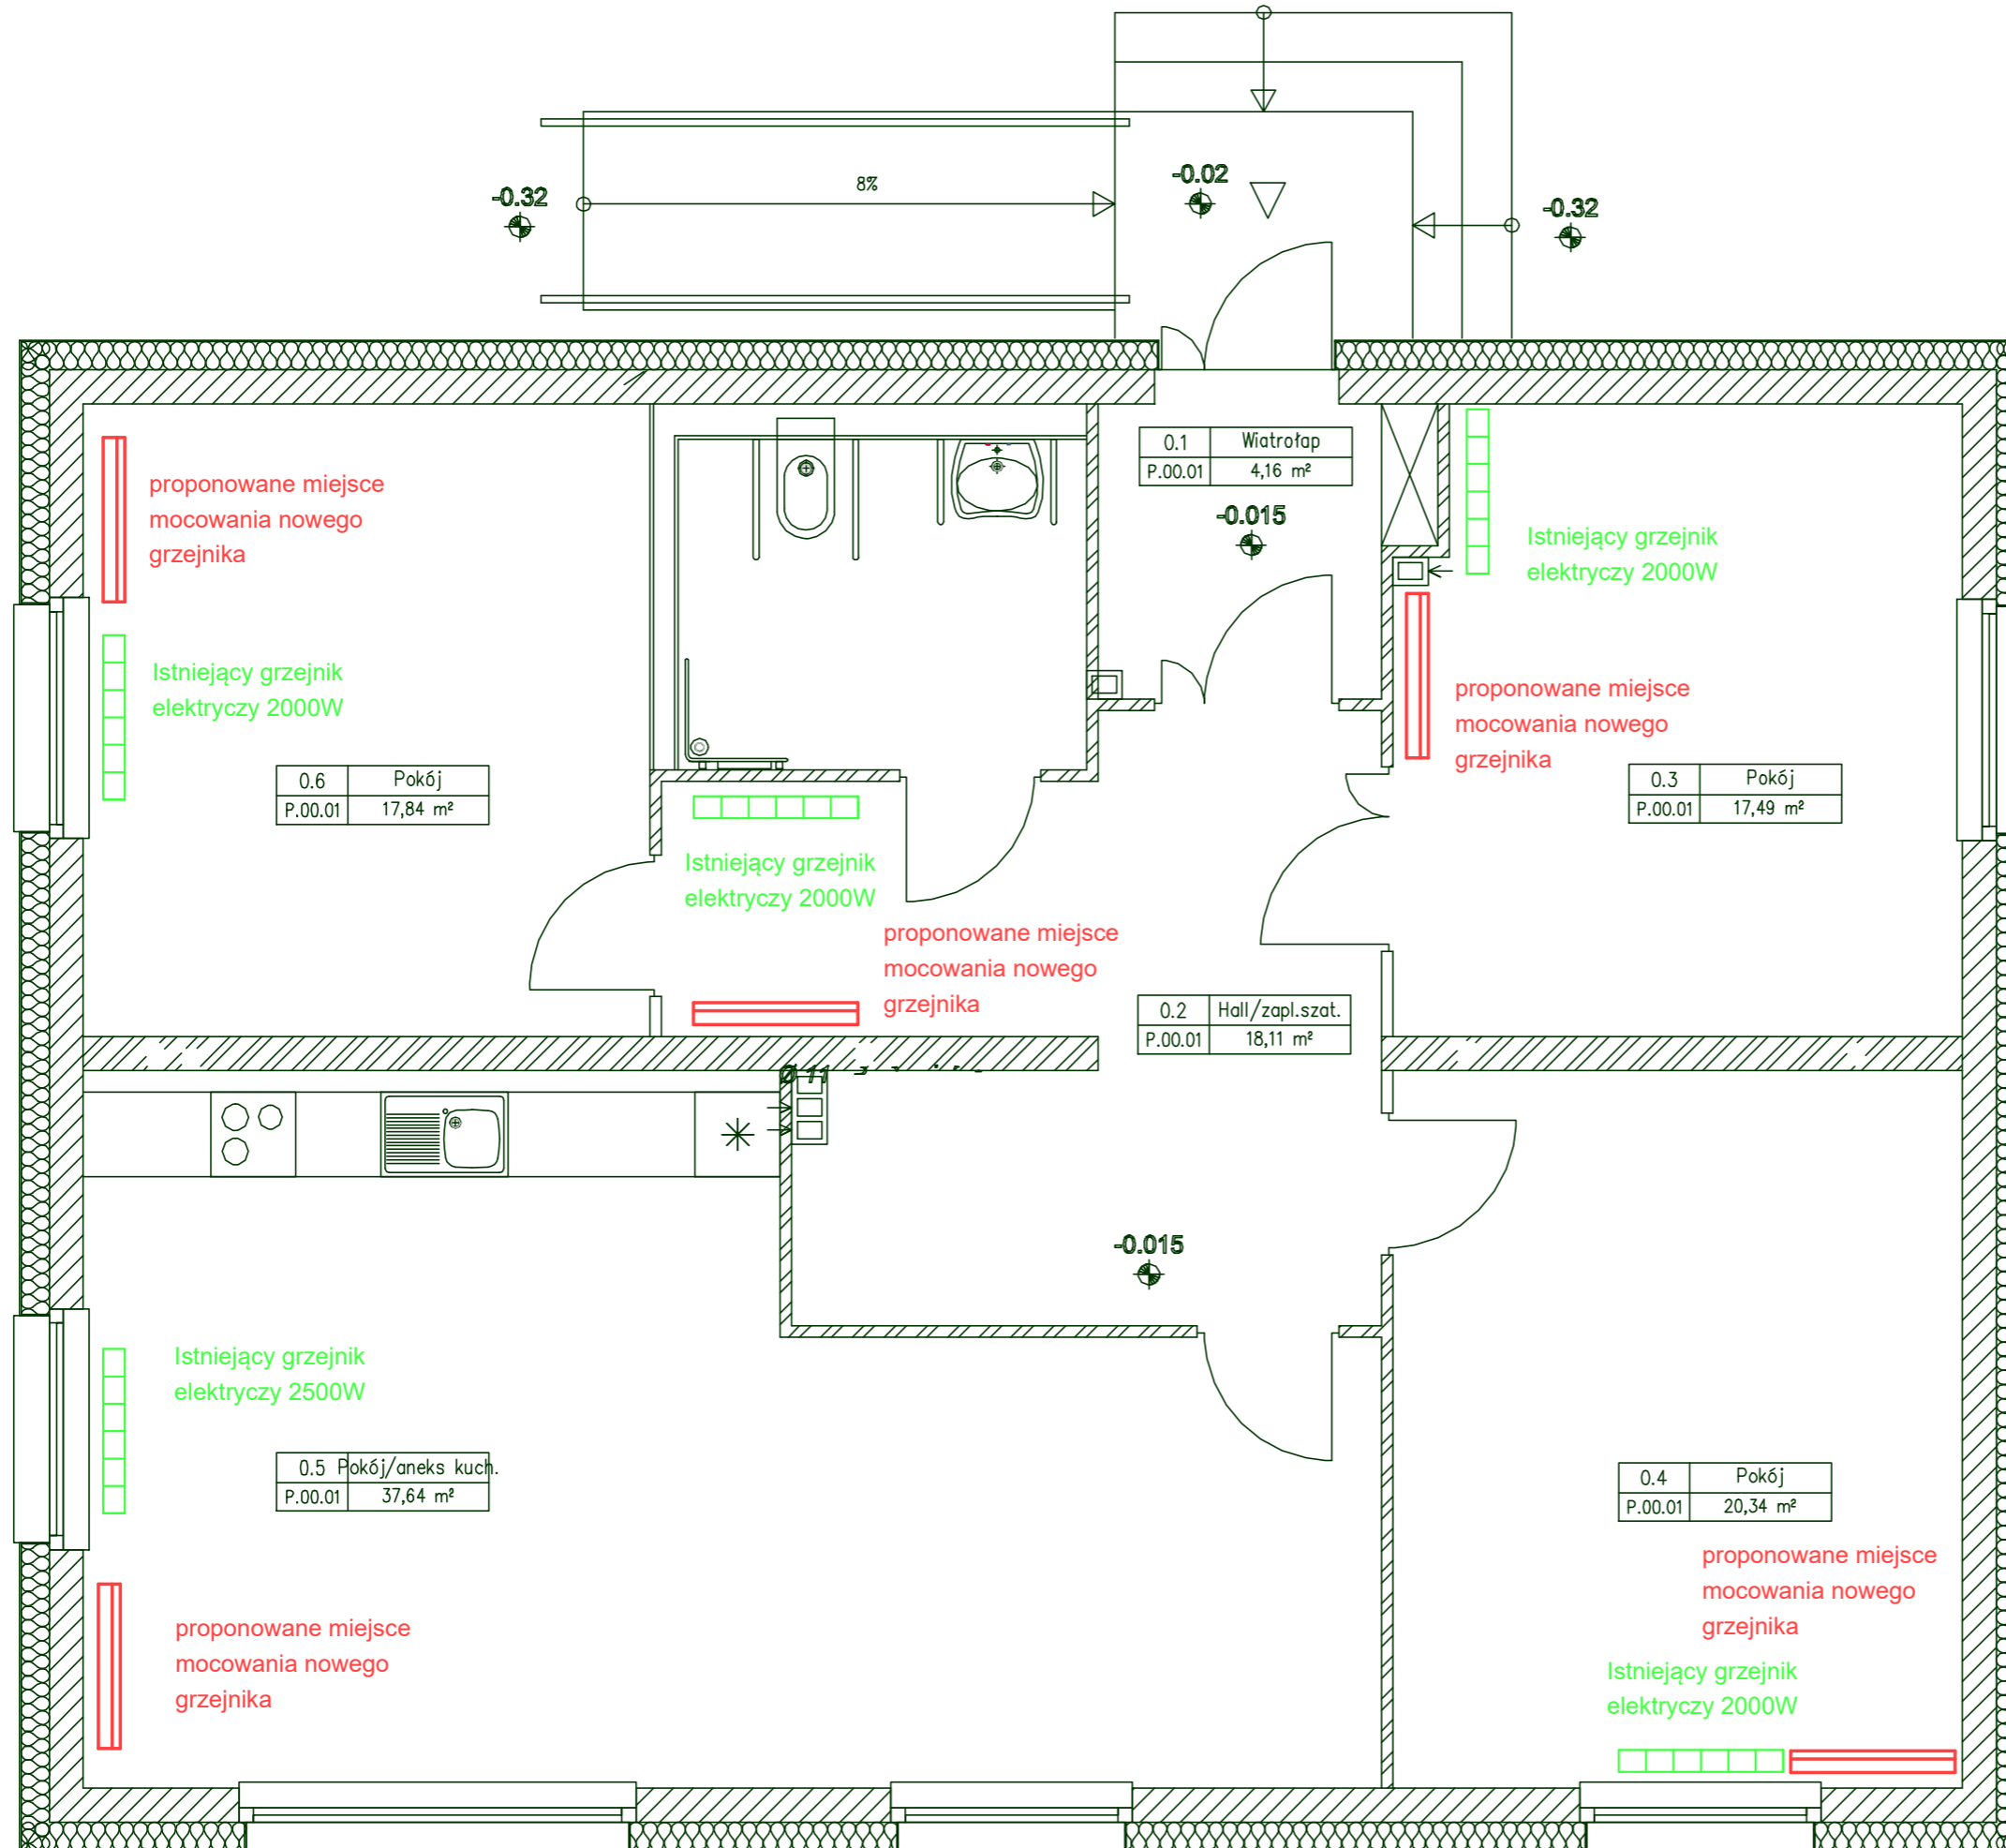 8%
-0.32
-0.02
-0.32
0.1 Wiatrołap
P.00.01 4,16 m²
-0.015
proponowane miejsce
mocowania nowego
grzejnika
Istniejący grzejnik
elektryczy 2000W
Istniejący grzejnik
elektryczy 2000W
proponowane miejsce
mocowania nowego
grzejnika
0.6 Pokój
P.00.01 17,84 m²
0.3 Pokój
P.00.01 17,49 m²
Istniejący grzejnik
elektryczy 2000W
proponowane miejsce
mocowania nowego
grzejnika
0.2 Hall/zapl.szat.
P.00.01 18,11 m²
-0.015
Istniejący grzejnik
elektryczy 2500W
0.5 Pokój/aneks kuch.
P.00.01 37,64 m²
0.4 Pokój
P.00.01 20,34 m²
proponowane miejsce
mocowania nowego
grzejnika
proponowane miejsce
mocowania nowego
grzejnika
Istniejący grzejnik
elektryczy 2000W